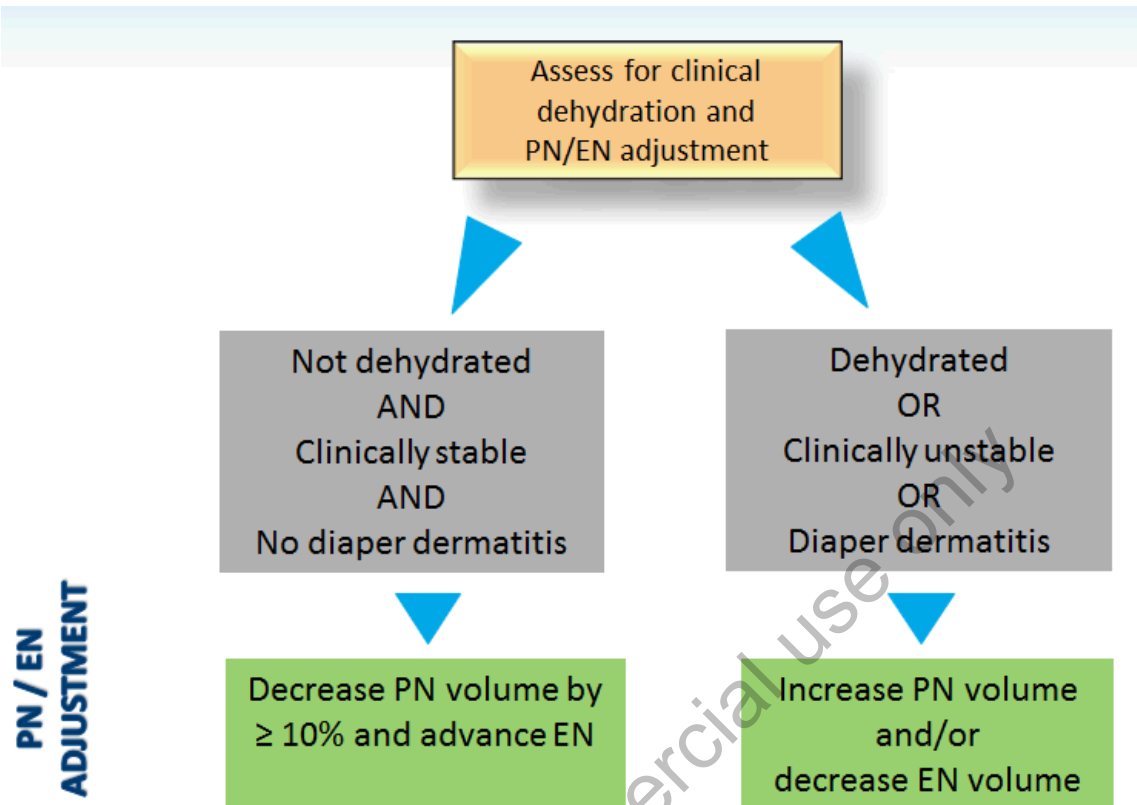 Assess for clinical
dehydration and
PN/EN adjustment
Not dehydrated
AND
Clinically stable
AND
No diaper dermatitis
Dehydrated
OR
Clinically unstable
OR
Diaper dermatitis
PN / EN
ADJUSTMENT
Decrease PN volume by
≥ 10% and advance EN
Increase PN volume
and/or
decrease EN volume
use only